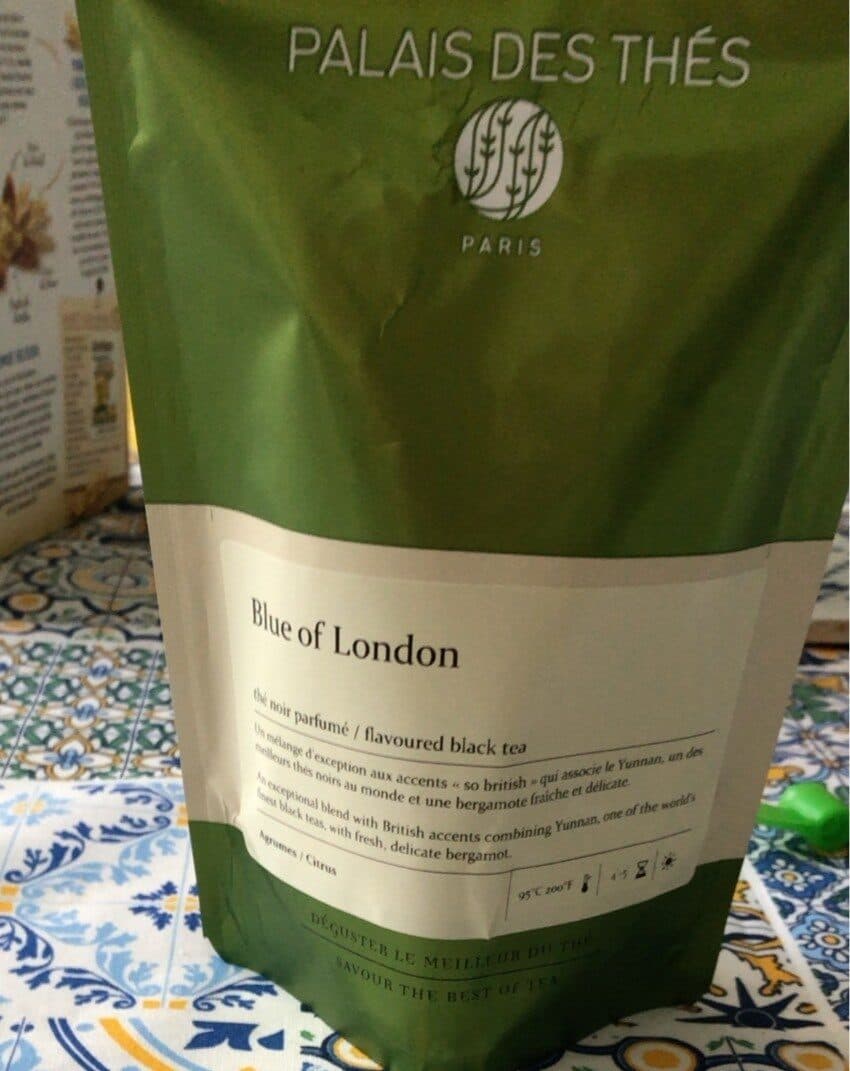 PALAIS DES THÉS
PARIS
Blue of London
thé noir parfumé / flavoured black tea
Un mélange d'exception aux accents « so british » qui associe le Yunnan, un des
meilleurs thés noirs au monde et une bergamote fraîche et délicate.
An exceptional blend with British accents combining Yunnan, one of the world's
finest black teas, with fresh, delicate bergamot.
Agrumes / Citrus
95°C 200°F
4-5
DÉGUSTER LE MEILLEUR DU THÉ
SAVOUR THE BEST OF TEA